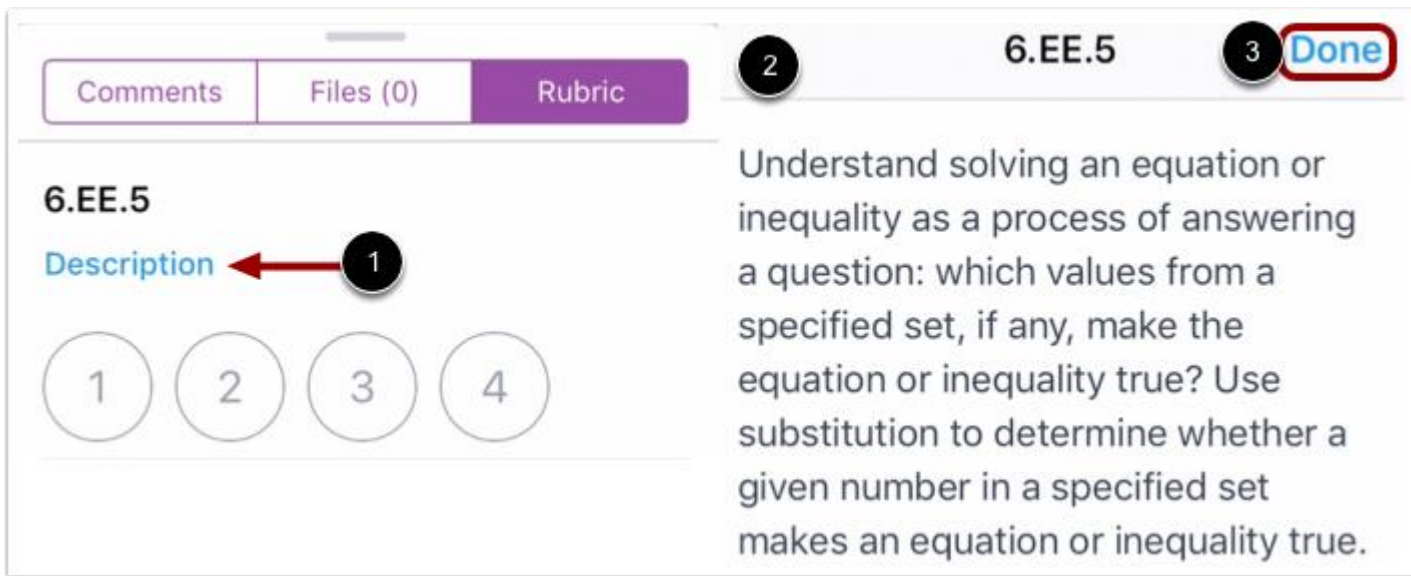 Comments Files (0) Rubric
6.EE.5
Description 1
1 2 3 4
2 6.EE.5 3 Done
Understand solving an equation or
inequality as a process of answering
a question: which values from a
specified set, if any, make the
equation or inequality true? Use
substitution to determine whether a
given number in a specified set
makes an equation or inequality true.